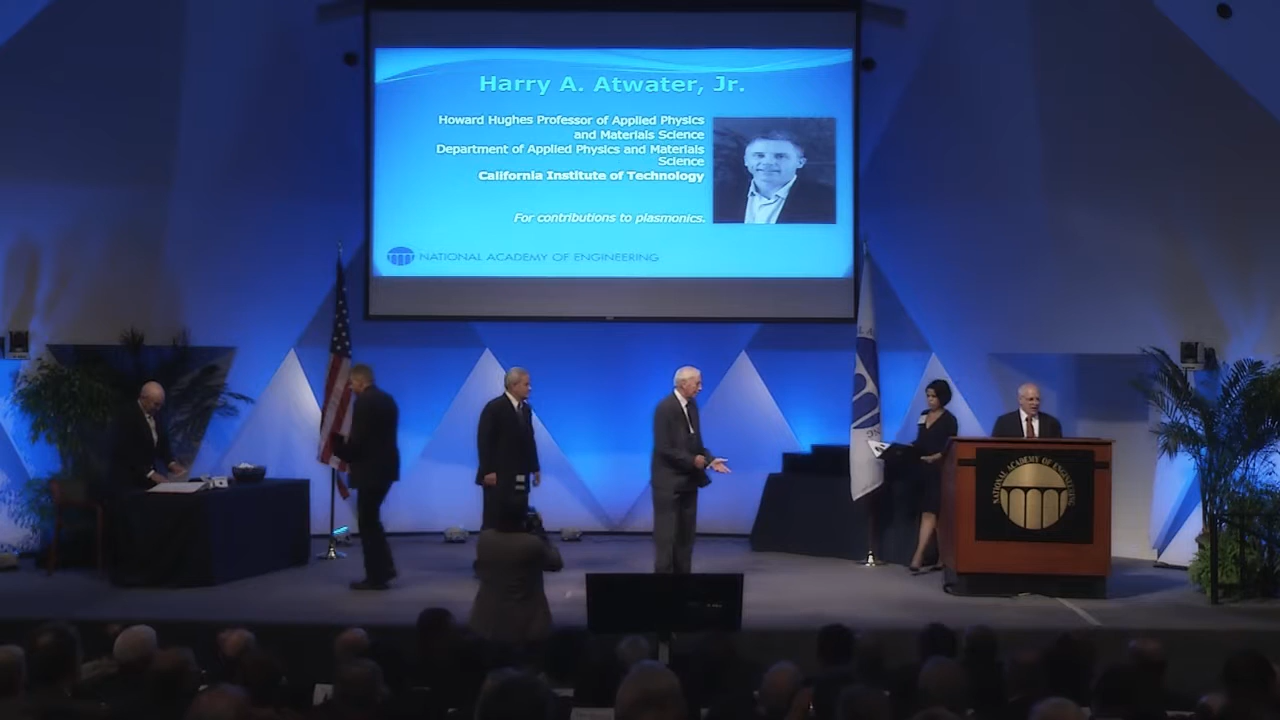 Harry A. Atwater, Jr.
Howard Hughes Professor of Applied Physics
and Materials Science
Department of Applied Physics and Materials
Science
California Institute of Technology
For contributions to plasmonics.
NATIONAL ACADEMY OF ENGINEERING
NATIONAL ACADEMY OF ENGINEERING